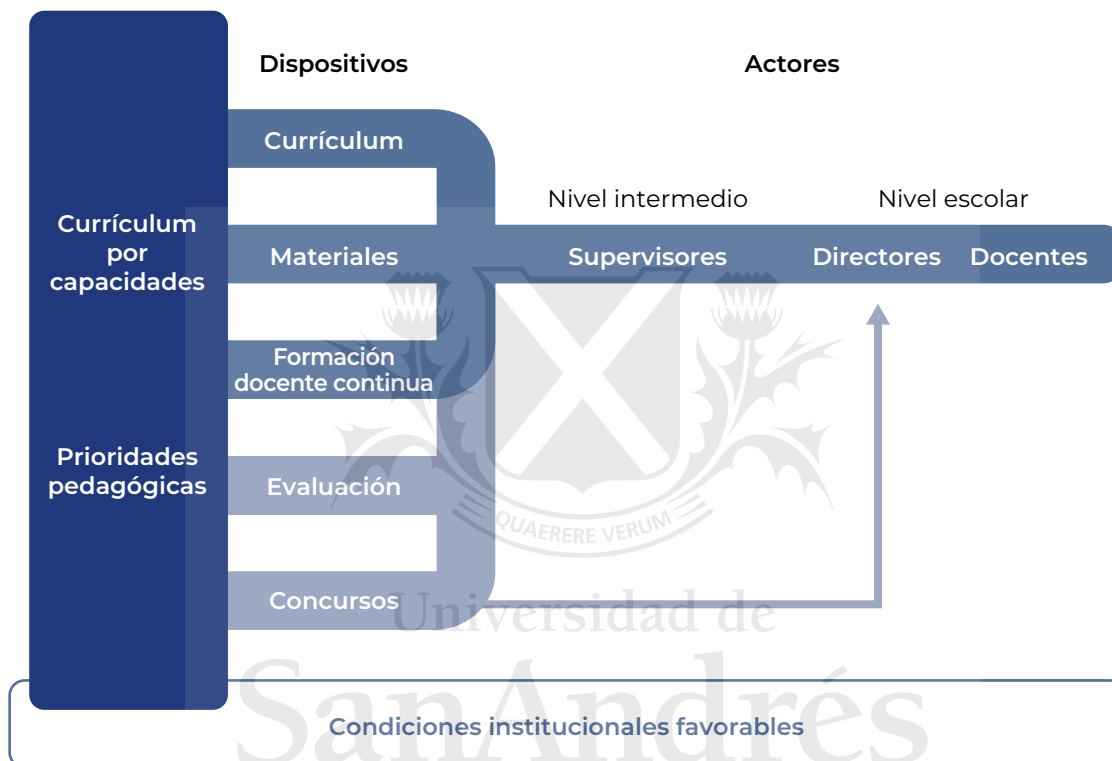 Dispositivos
Actores
Currículum
Nivel intermedio
Nivel escolar
Currículum
por
capacidades
Materiales
Supervisores
Directores
Docentes
Formación
docente continua
Prioridades
pedagógicas
Evaluación
QUAERERE VERUM
Concursos
Universidad de
SanAndrés
Condiciones institucionales favorables